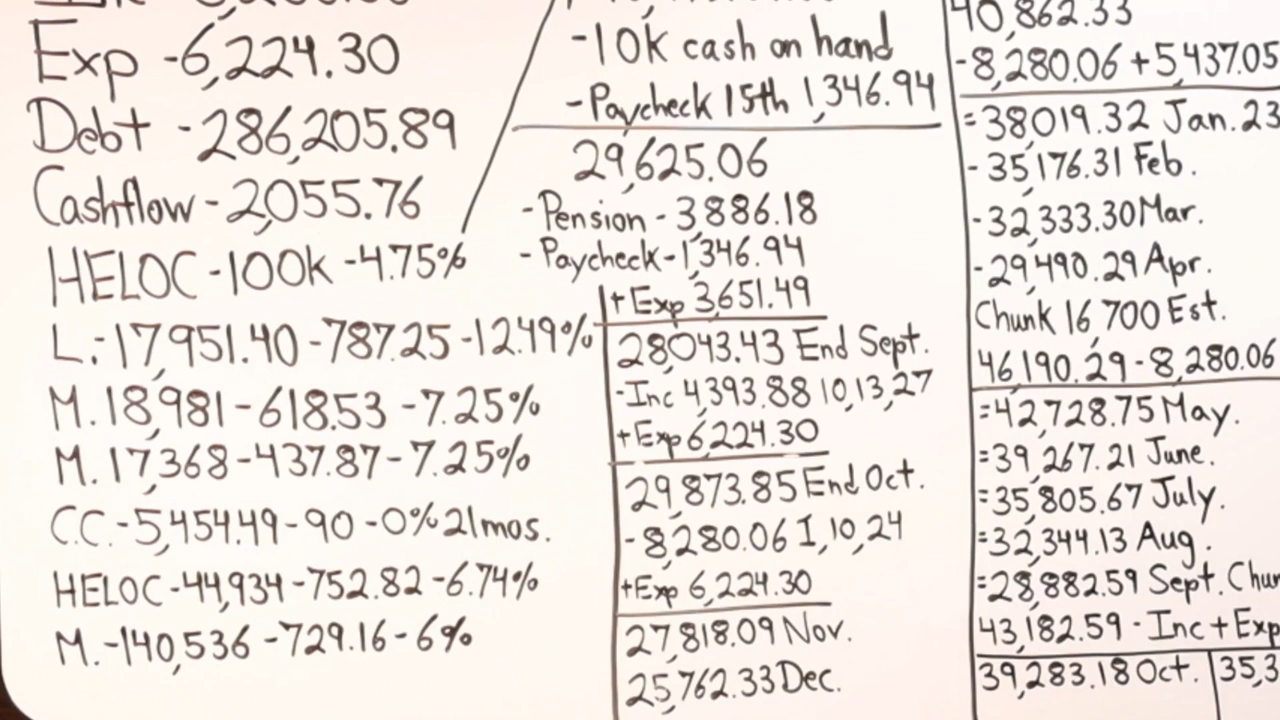 Exp -6,224.30
Debt -286,205.89
Cashflow -2,055.76
HELOC -100k -4.75%
L.-17,951.40 -787.25 -12.49%
M. 18,981 -618.53 -7.25%
M. 17,368 -437.87 -7.25%
C.C.-5,454.49 -90 -0% 21mos.
HELOC -44,934 -752.82 -6.74%
M. -140,536 -729.16 -6%
-10k cash on hand
-Paycheck 15th 1,346.94
29,625.06
-Pension -3,886.18
-Paycheck -1,346.94
+Exp 3,651.49
28,043.43 End Sept.
-Inc 4,393.88 10,13,27
+Exp 6,224.30
29,873.85 End Oct.
-8,280.06 I,10,24
+Exp 6,224.30
27,818.09 Nov.
25,762.33 Dec.
40,862.33
-8,280.06 +5,437.05
=38019.32 Jan. 23
-35,176.31 Feb.
-32,333.30 Mar.
-29,490.29 Apr.
Chunk 16,700 Est.
46,190.29 -8,280.06
=42,728.75 May.
=39,267.21 June.
=35,805.67 July.
=32,344.13 Aug.
=28,882.59 Sept.
43,182.59 - Inc + Exp
39,283.18 Oct. 35,3